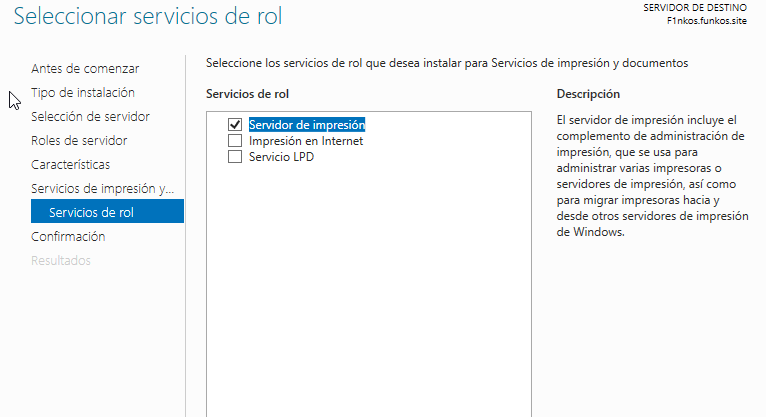 Seleccionar servicios de rol
SERVIDOR DE DESTINO
F1nkos.funkos.site
Antes de comenzar
Tipo de instalación
Selección de servidor
Roles de servidor
Características
Servicios de impresión y...
Servicios de rol
Confirmación
Resultados
Seleccione los servicios de rol que desea instalar para Servicios de impresión y documentos
Servicios de rol
Servidor de impresión
Impresión en Internet
Servicio LPD
Descripción
El servidor de impresión incluye el
complemento de administración de
impresión, que se usa para
administrar varias impresoras o
servidores de impresión, así como
para migrar impresoras hacia y
desde otros servidores de impresión
de Windows.